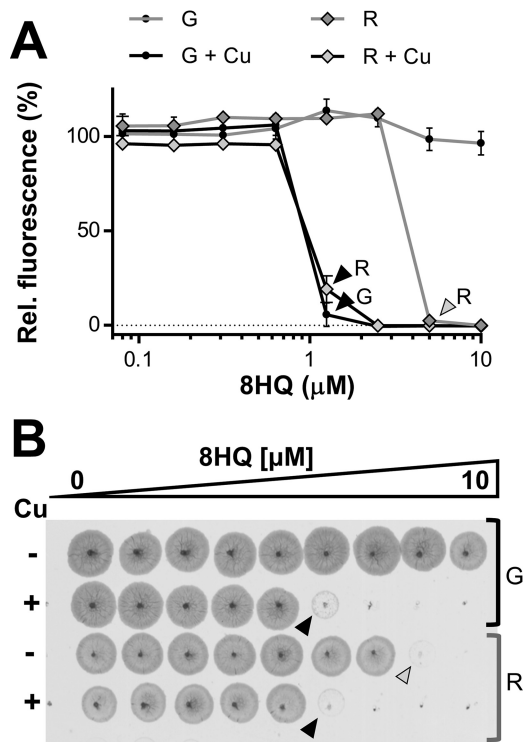 A
G
R
G + Cu
R + Cu
Rel. fluorescence (%)
100
50
0
R
G
R
0.1
1
10
8HQ (μM)
B
8HQ [μM]
0
10
Cu
-
+
G
-
+
R